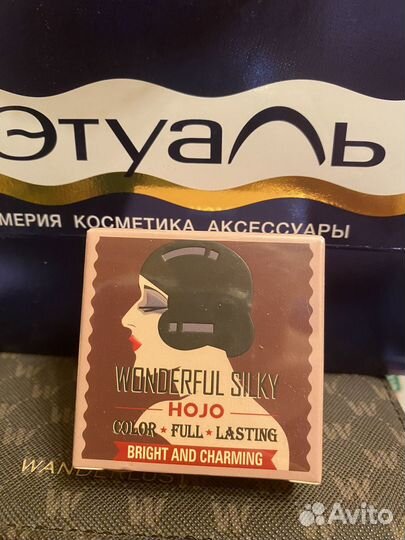 Этуаль
МЕРИЯ КОСМЕТИКА АКСЕССУАРЫ
WONDERFUL SILKY
HOJO
COLOR ★ FULL ★ LASTING
BRIGHT AND CHARMING
WANDERLUST
Avito